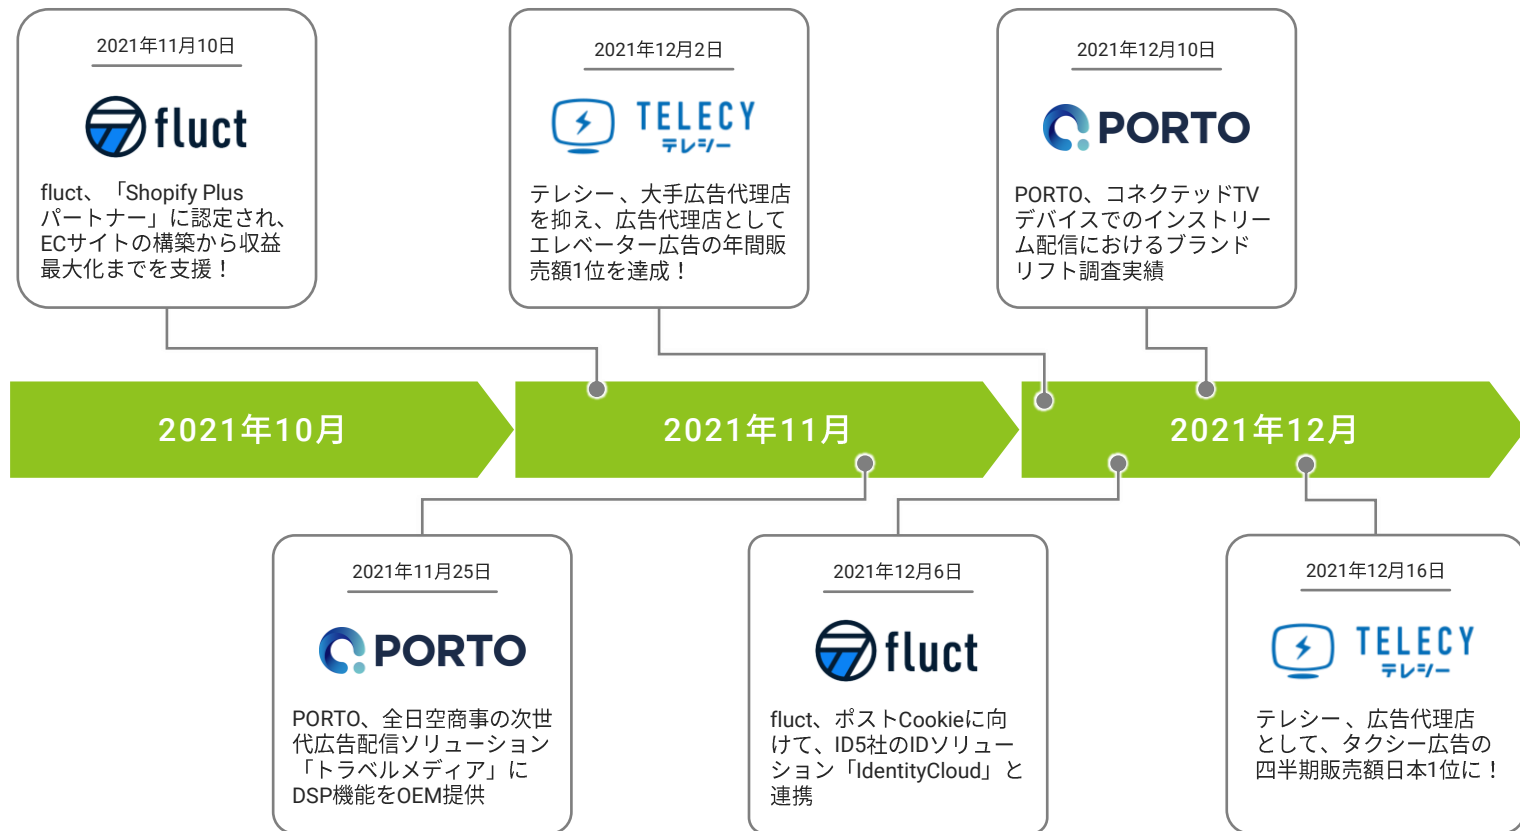 2021年11月10日
fluct
fluct、「Shopify Plus
パートナー」に認定され、
ECサイトの構築から収益
最大化までを支援！
2021年12月2日
TELECY
テレシー
テレシー 、大手広告代理店
を抑え、広告代理店として
エレベーター広告の年間販
売額1位を達成！
2021年12月10日
PORTO
PORTO、コネクテッドTV
デバイスでのインストリー
ム配信におけるブランド
リフト調査実績
2021年10月
2021年11月
2021年12月
2021年11月25日
PORTO
PORTO、全日空商事の次世
代広告配信ソリューション
「トラベルメディア」に
DSP機能をOEM提供
2021年12月6日
fluct
fluct、ポストCookieに向
けて、ID5社のIDソリュー
ション「IdentityCloud」と
連携
2021年12月16日
TELECY
テレシー
テレシー 、広告代理店
として、タクシー広告の
四半期販売額日本1位に！